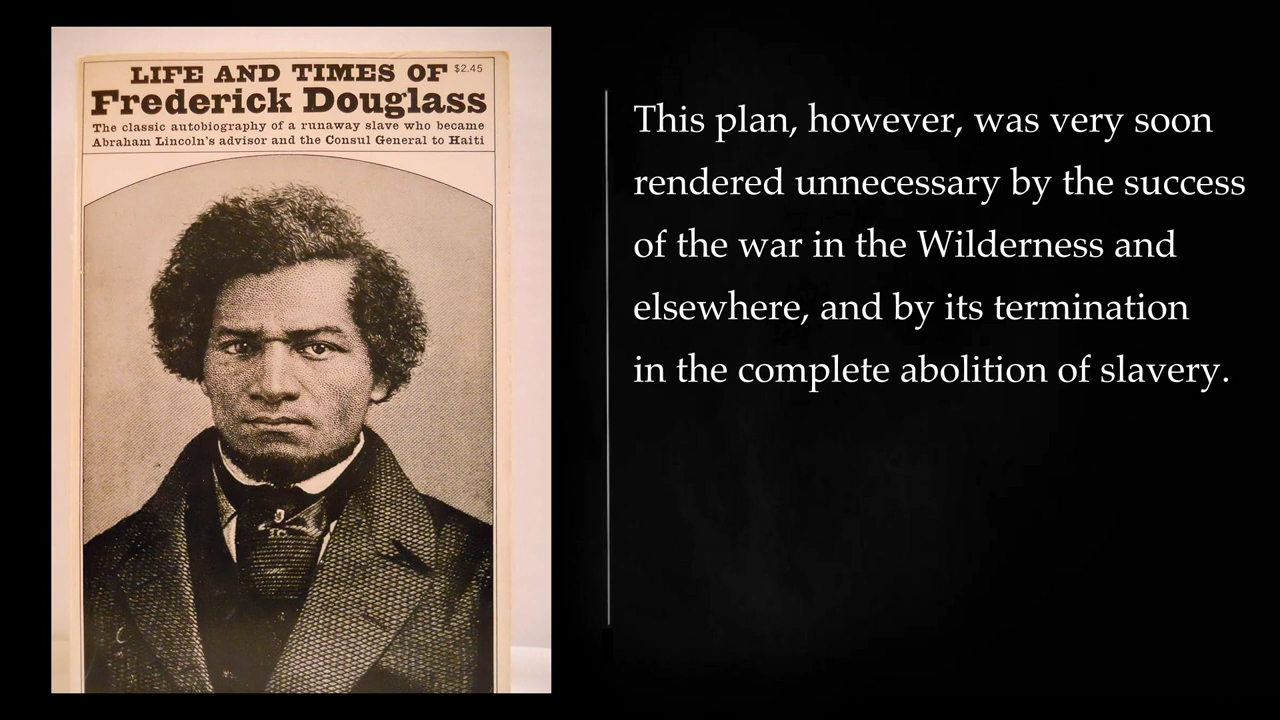 LIFE AND TIMES OF $2.45
Frederick Douglass
The classic autobiography of a runaway slave who became
Abraham Lincoln's advisor and the Consul General to Haiti
This plan, however, was very soon
rendered unnecessary by the success
of the war in the Wilderness and
elsewhere, and by its termination
in the complete abolition of slavery.